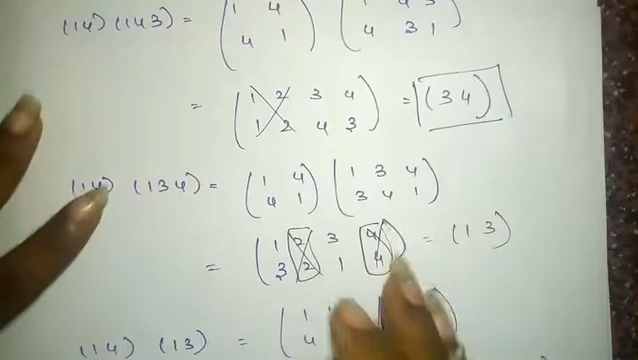 (14) (143) = ( 1 4 ) ( 1 4 3 )
( 4 1 ) ( 4 3 1 )
= ( 1 2 3 4 ) = (3 4)
( 1 2 4 3 )
(14) (134) = ( 1 4 ) ( 1 3 4 )
( 4 1 ) ( 3 4 1 )
= ( 1 2 3 4 ) = (1 3)
( 3 2 1 4 )
(14) (13) = ( 1
4